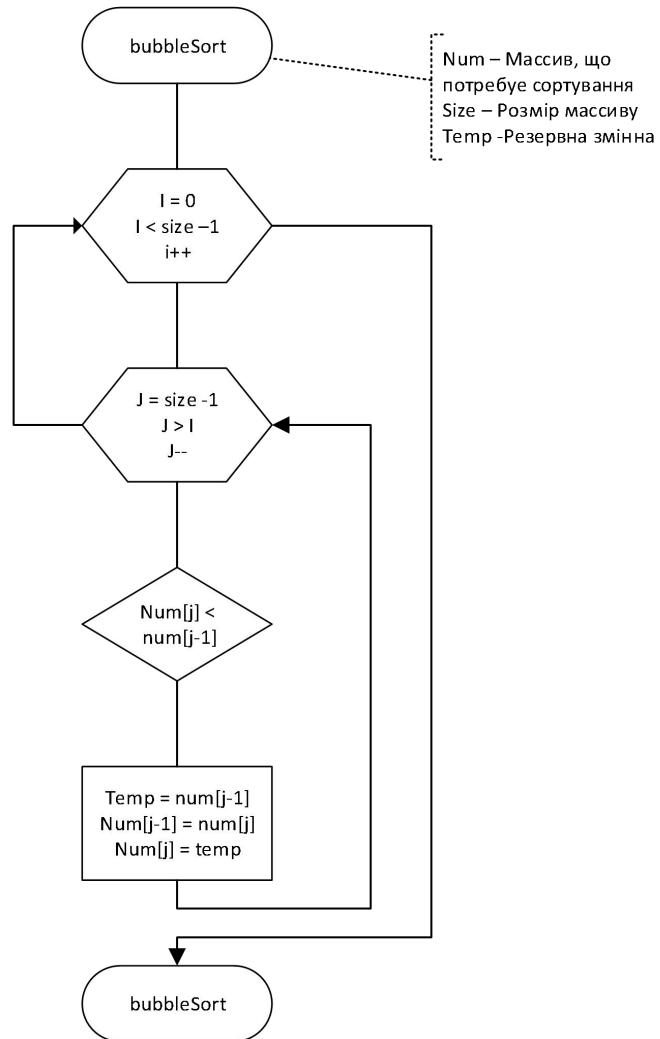 bubbleSort
Num – Массив, що
потребуе сортування
Size – Розмір массиву
Temp -Резервна змінна
I = 0
I < size –1
i++
J = size -1
J > I
J--
Num[j] <
num[j-1]
Temp = num[j-1]
Num[j-1] = num[j]
Num[j] = temp
bubbleSort